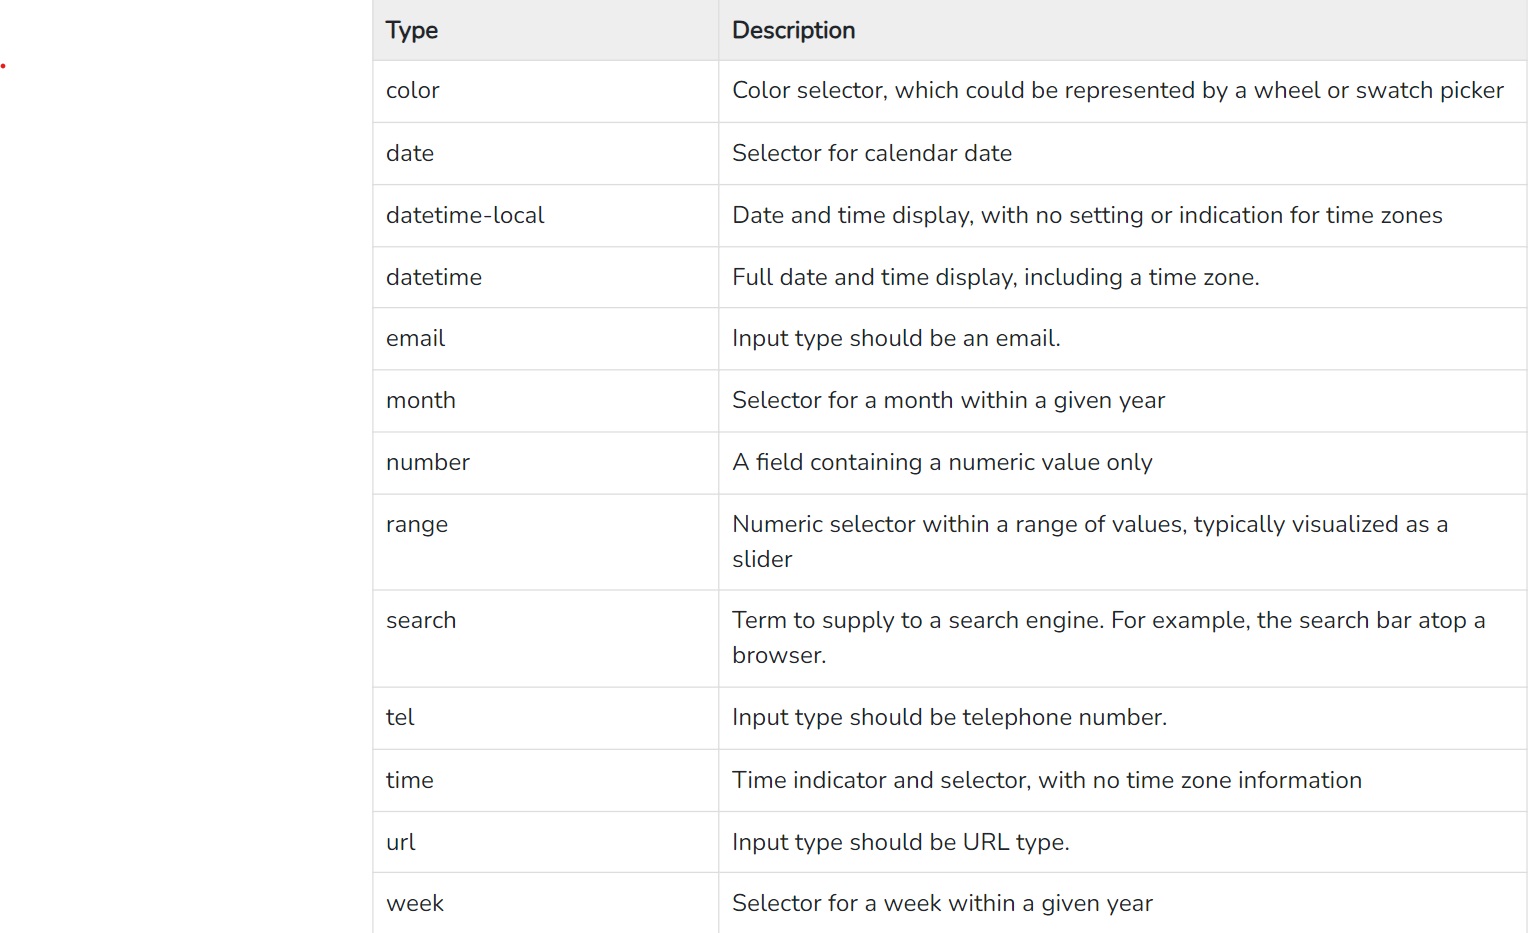 Type Description
color Color selector, which could be represented by a wheel or swatch picker
date Selector for calendar date
datetime-local Date and time display, with no setting or indication for time zones
datetime Full date and time display, including a time zone.
email Input type should be an email.
month Selector for a month within a given year
number A field containing a numeric value only
range Numeric selector within a range of values, typically visualized as a
slider
search Term to supply to a search engine. For example, the search bar atop a
browser.
tel Input type should be telephone number.
time Time indicator and selector, with no time zone information
url Input type should be URL type.
week Selector for a week within a given year